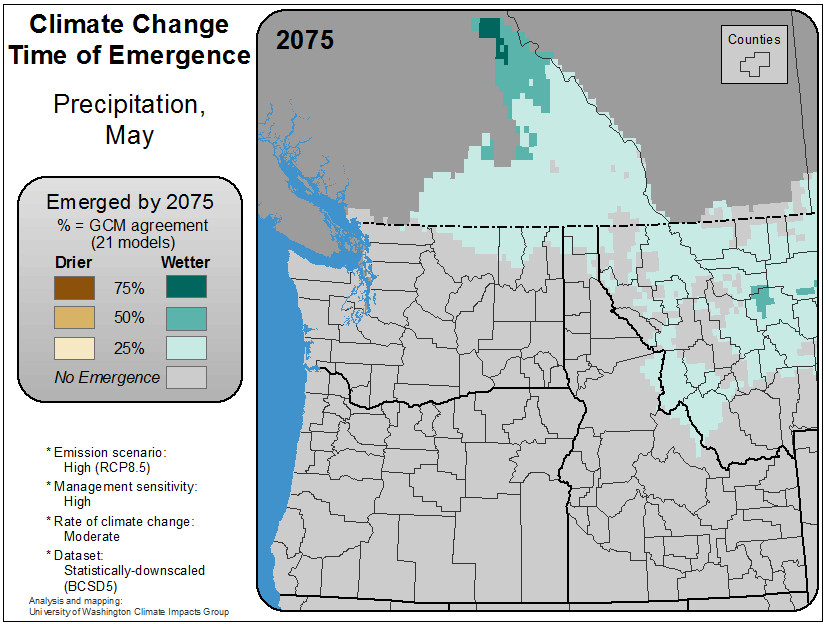 Climate Change
Time of Emergence
Precipitation,
May
Emerged by 2075
% = GCM agreement
(21 models)
Drier Wetter
75%
50%
25%
No Emergence
* Emission scenario:
High (RCP8.5)
* Management sensitivity:
High
* Rate of climate change:
Moderate
* Dataset:
Statistically-downscaled
(BCSD5)
Analysis and mapping:
University of Washington Climate Impacts Group
2075
Counties